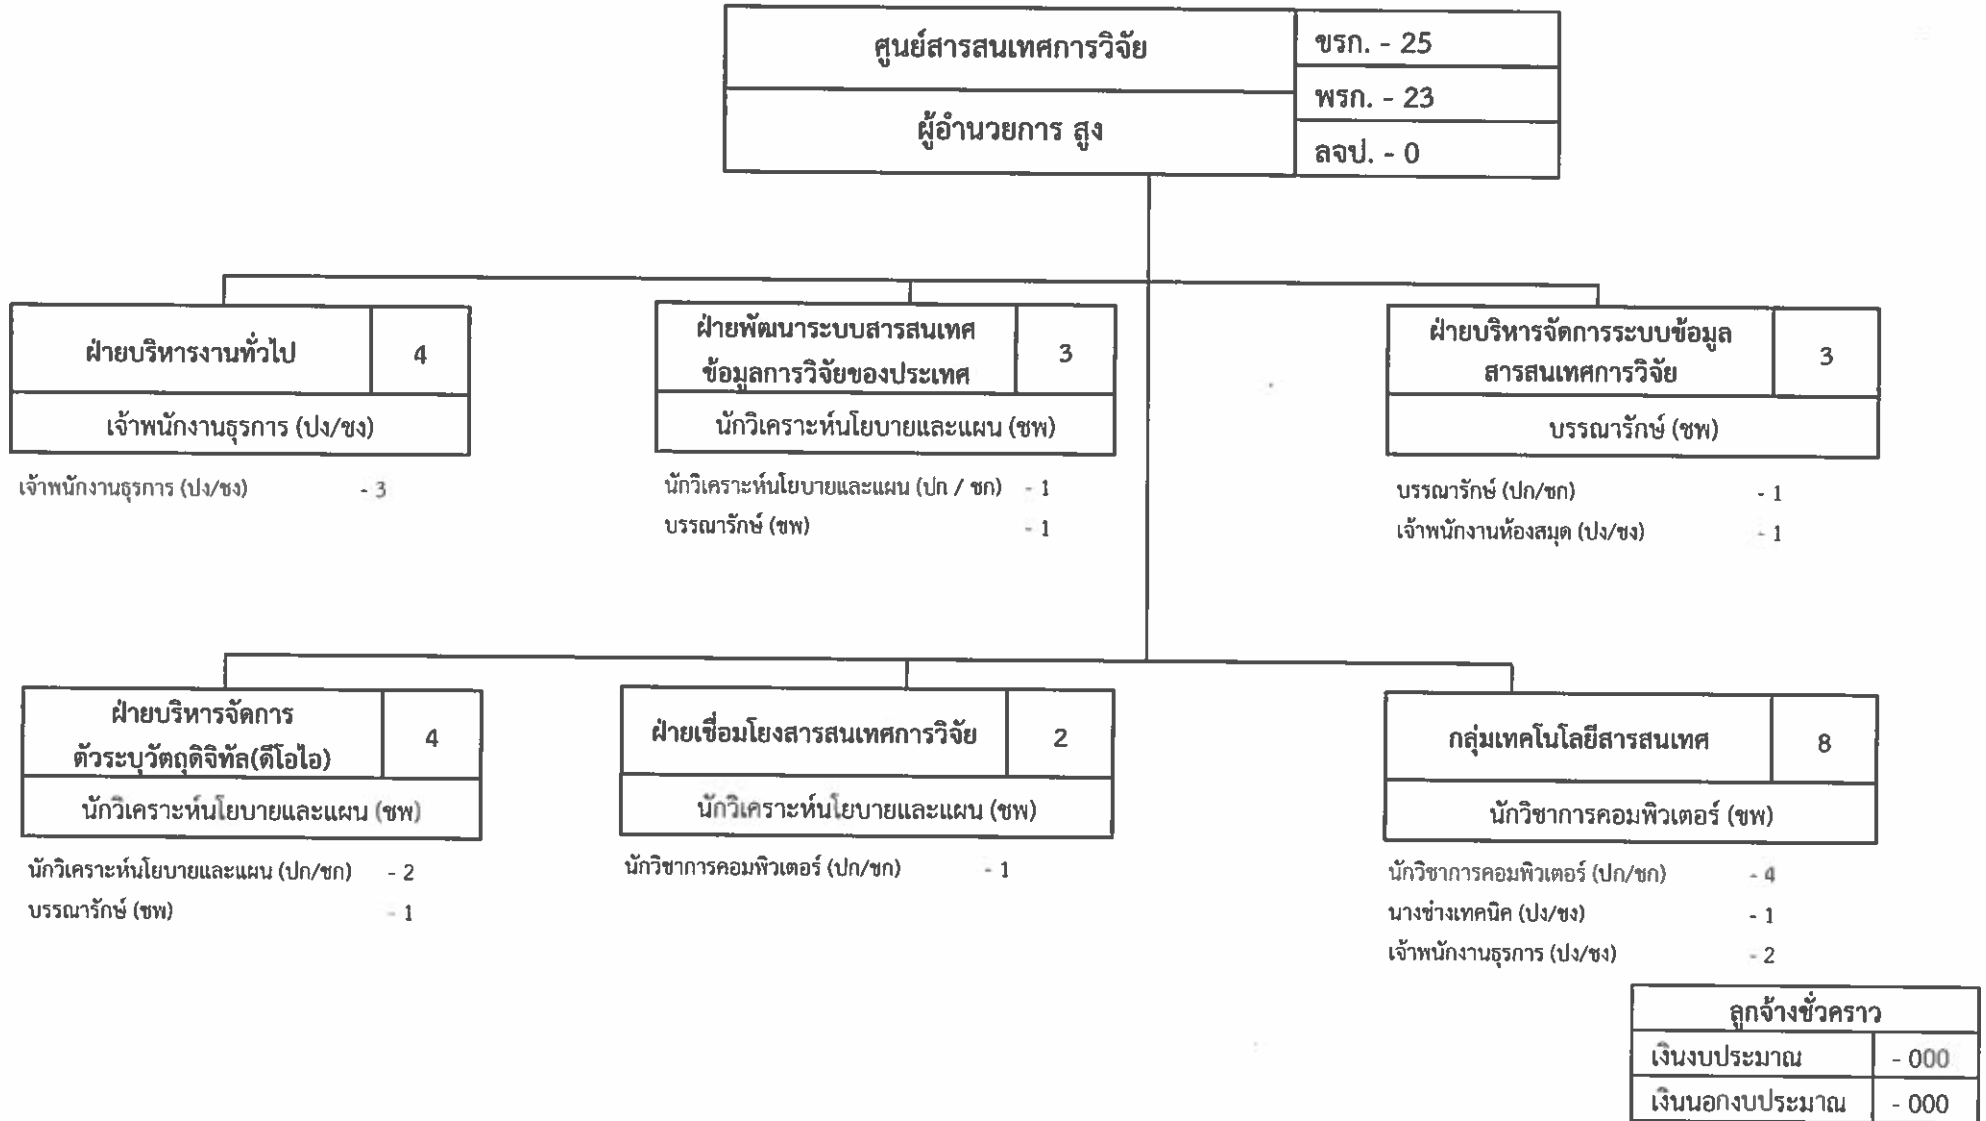 ศูนย์สารสนเทศการวิจัย
ขรก. - 25
พรก. - 23
ผู้อำนวยการ สูง
ลจป. - 0
ฝ่ายบริหารงานทั่วไป 4
เจ้าพนักงานธุรการ (ปง/ชง)
เจ้าพนักงานธุรการ (ปง/ชง) - 3
ฝ่ายพัฒนาระบบสารสนเทศ
ข้อมูลการวิจัยของประเทศ
3
นักวิเคราะห์นโยบายและแผน (ชพ)
นักวิเคราะห์นโยบายและแผน (ปก / ชก) - 1
บรรณารักษ์ (ชพ) - 1
ฝ่ายบริหารจัดการระบบข้อมูล
สารสนเทศการวิจัย
3
บรรณารักษ์ (ชพ)
บรรณารักษ์ (ปก/ชก) - 1
เจ้าพนักงานห้องสมุด (ปง/ชง) - 1
ฝ่ายบริหารจัดการ
ตัวระบุวัตถุดิจิทัล(ดีโอไอ)
4
นักวิเคราะห์นโยบายและแผน (ชพ)
นักวิเคราะห์นโยบายและแผน (ปก/ชก) - 2
บรรณารักษ์ (ชพ) - 1
ฝ่ายเชื่อมโยงสารสนเทศการวิจัย 2
นักวิเคราะห์นโยบายและแผน (ชพ)
นักวิชาการคอมพิวเตอร์ (ปก/ชก) - 1
กลุ่มเทคโนโลยีสารสนเทศ 8
นักวิชาการคอมพิวเตอร์ (ชพ)
นักวิชาการคอมพิวเตอร์ (ปก/ชก) - 4
นางช่างเทคนิค (ปง/ชง) - 1
เจ้าพนักงานธุรการ (ปง/ชง) - 2
ลูกจ้างชั่วคราว
เงินงบประมาณ - 000
เงินนอกงบประมาณ - 000